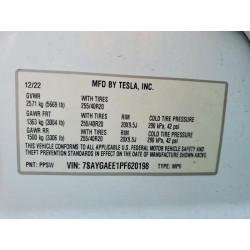 12/22 MFD BY TESLA, INC.
GVWR
2571 kg (5669 lb) WITH TIRES 255/40R20
GAWR FRT WITH TIRES RIM COLD TIRE PRESSURE
1363 kg (3004 lb) 255/40R20 20X9.5J 290 kPa, 42 psi
GAWR RR WITH TIRES RIM COLD TIRE PRESSURE
1500 kg (3306 lb) 255/40R20 20X9.5J 290 kPa, 42 psi
THIS VEHICLE CONFORMS TO ALL APPLICABLE U.S. FEDERAL MOTOR VEHICLE
SAFETY STANDARDS IN EFFECT ON THE DATE OF MANUFACTURE SHOWN ABOVE.
PNT: PPSW VIN: 7SAYGAEE1PF620198 TYPE: MPV